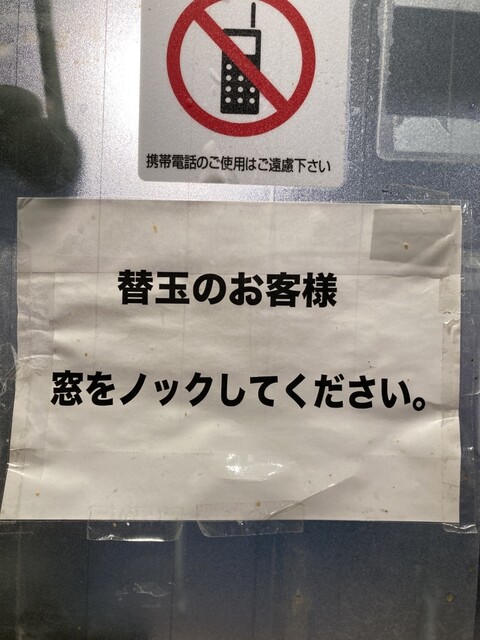 携帯電話のご使用はご遠慮下さい
替玉のお客様
窓をノックしてください。